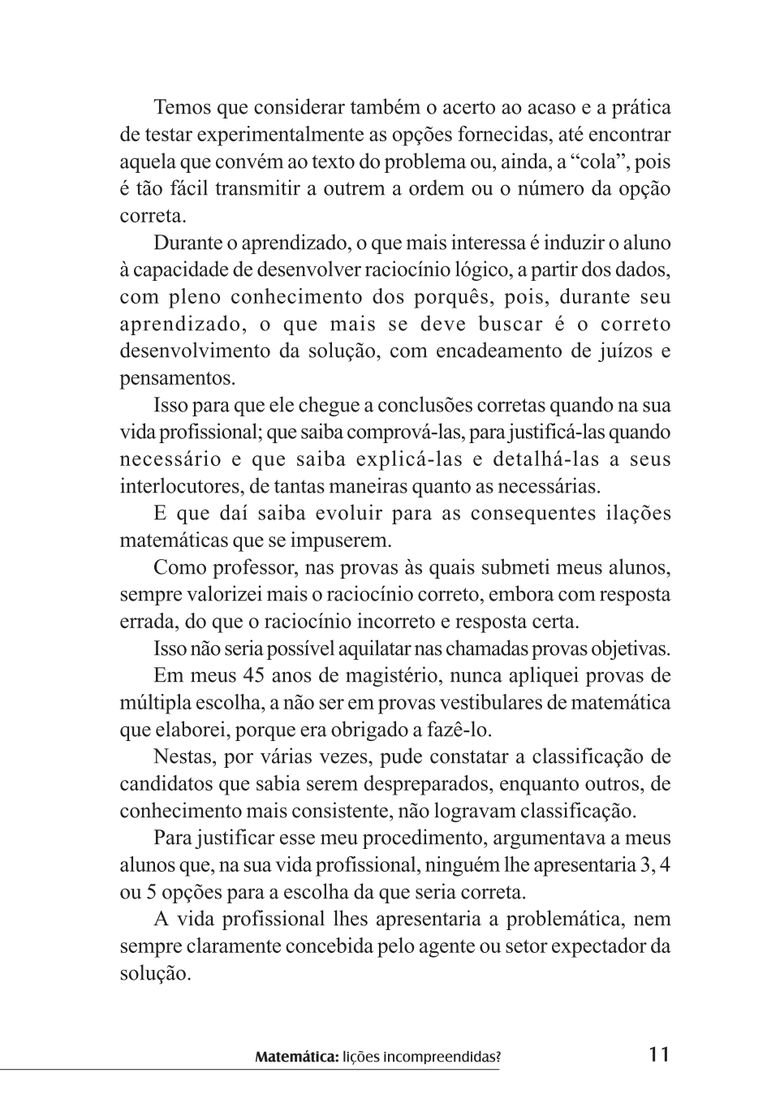 Temos que considerar também o acerto ao acaso e a prática
de testar experimentalmente as opções fornecidas, até encontrar
aquela que convém ao texto do problema ou, ainda, a “cola”, pois
é tão fácil transmitir a outrem a ordem ou o número da opção
correta.
Durante o aprendizado, o que mais interessa é induzir o aluno
à capacidade de desenvolver raciocínio lógico, a partir dos dados,
com pleno conhecimento dos porquês, pois, durante seu
aprendizado, o que mais se deve buscar é o correto
desenvolvimento da solução, com encadeamento de juízos e
pensamentos.
Isso para que ele chegue a conclusões corretas quando na sua
vida profissional; que saiba comprová-las, para justificá-las quando
necessário e que saiba explicá-las e detalhá-las a seus
interlocutores, de tantas maneiras quanto as necessárias.
E que daí saiba evoluir para as consequentes ilações
matemáticas que se impuserem.
Como professor, nas provas às quais submeti meus alunos,
sempre valorizei mais o raciocínio correto, embora com resposta
errada, do que o raciocínio incorreto e resposta certa.
Isso não seria possível aquilatar nas chamadas provas objetivas.
Em meus 45 anos de magistério, nunca apliquei provas de
múltipla escolha, a não ser em provas vestibulares de matemática
que elaborei, porque era obrigado a fazê-lo.
Nestas, por várias vezes, pude constatar a classificação de
candidatos que sabia serem despreparados, enquanto outros, de
conhecimento mais consistente, não logravam classificação.
Para justificar esse meu procedimento, argumentava a meus
alunos que, na sua vida profissional, ninguém lhe apresentaria 3, 4
ou 5 opções para a escolha da que seria correta.
A vida profissional lhes apresentaria a problemática, nem
sempre claramente concebida pelo agente ou setor expectador da
solução.
Matemática: lições incompreendidas? 11